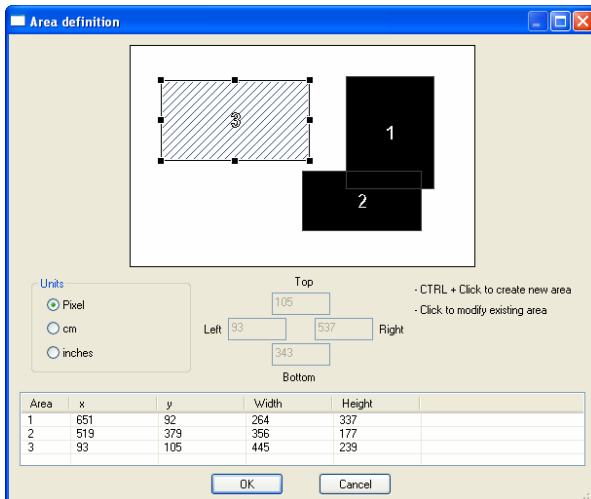 Area definition
3
1
2
Units
Pixel
cm
inches
Top
105
Left 93 537 Right
343
Bottom
- CTRL + Click to create new area
- Click to modify existing area
Area x y Width Height
1 651 92 264 337
2 519 379 356 177
3 93 105 445 239
OK Cancel